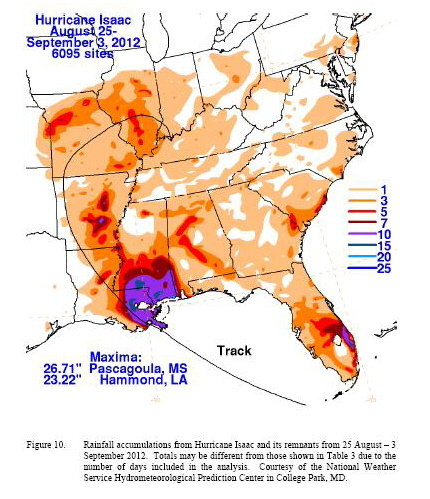 Hurricane Isaac
August 25-
September 3, 2012
6095 sites
1
3
5
7
10
15
20
25
Track
Maxima:
26.71" Pascagoula, MS
23.22" Hammond, LA
Figure 10. Rainfall accumulations from Hurricane Isaac and its remnants from 25 August – 3
September 2012. Totals may be different from those shown in Table 3 due to the
number of days included in the analysis. Courtesy of the National Weather
Service Hydrometeorological Prediction Center in College Park, MD.